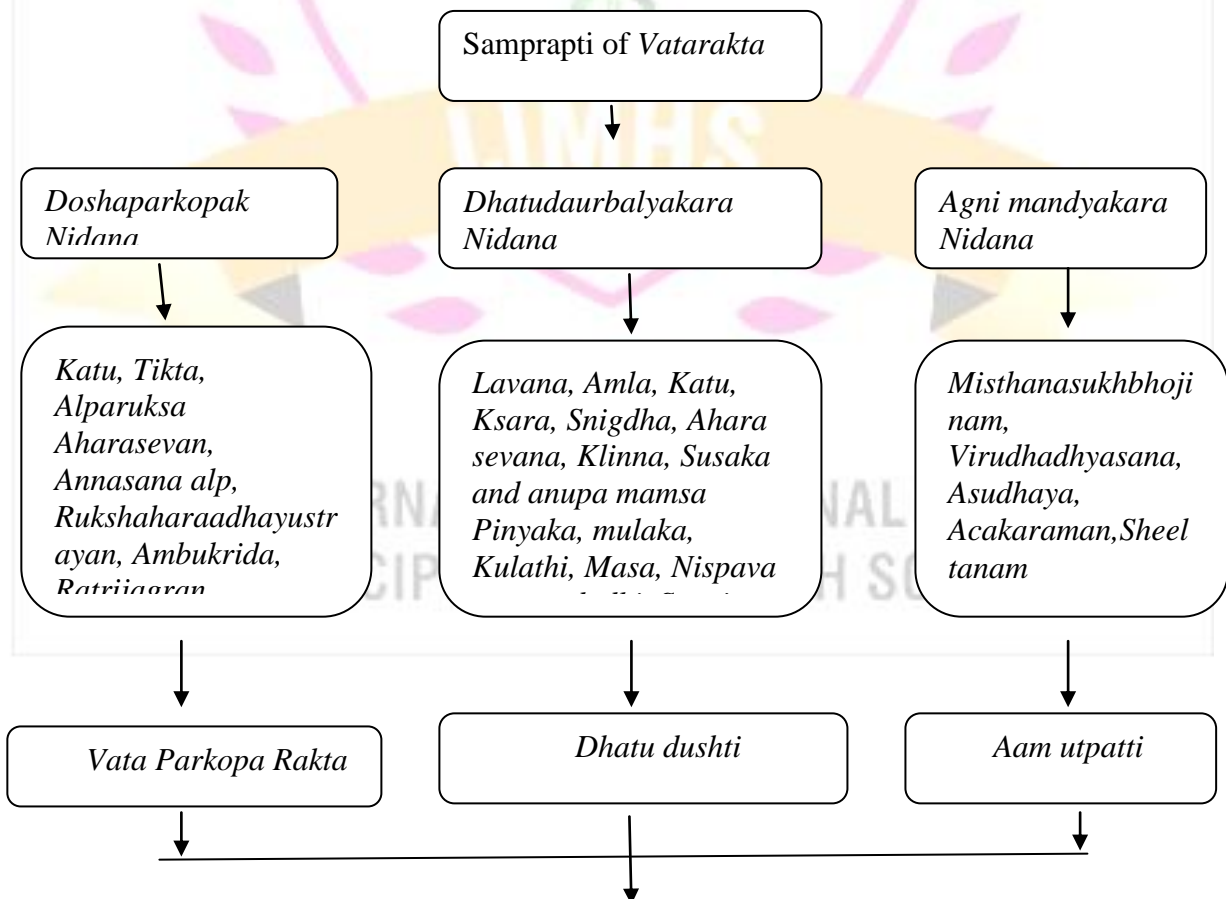 Samprapti of Vatarakta
IJMHS
Doshaparkopak
Nidana
Dhatudaurbalyakara
Nidana
Agni mandyakara
Nidana
Katu, Tikta,
Alparuksa
Aharasevan,
Annasana alp,
Rukshaharaadhayustr
ayan, Ambukrida,
Ratrijagran
Lavana, Amla, Katu,
Ksara, Snigdha, Ahara
sevana, Klinna, Susaka
and anupa mamsa
Pinyaka, mulaka,
Kulathi, Masa, Nispava
Misthanasukhbhoji
nam,
Virudhadhyasana,
Asudhaya,
Acakaraman,Sheel
tanam
Vata Parkopa Rakta
Dhatu dushti
Aam utpatti